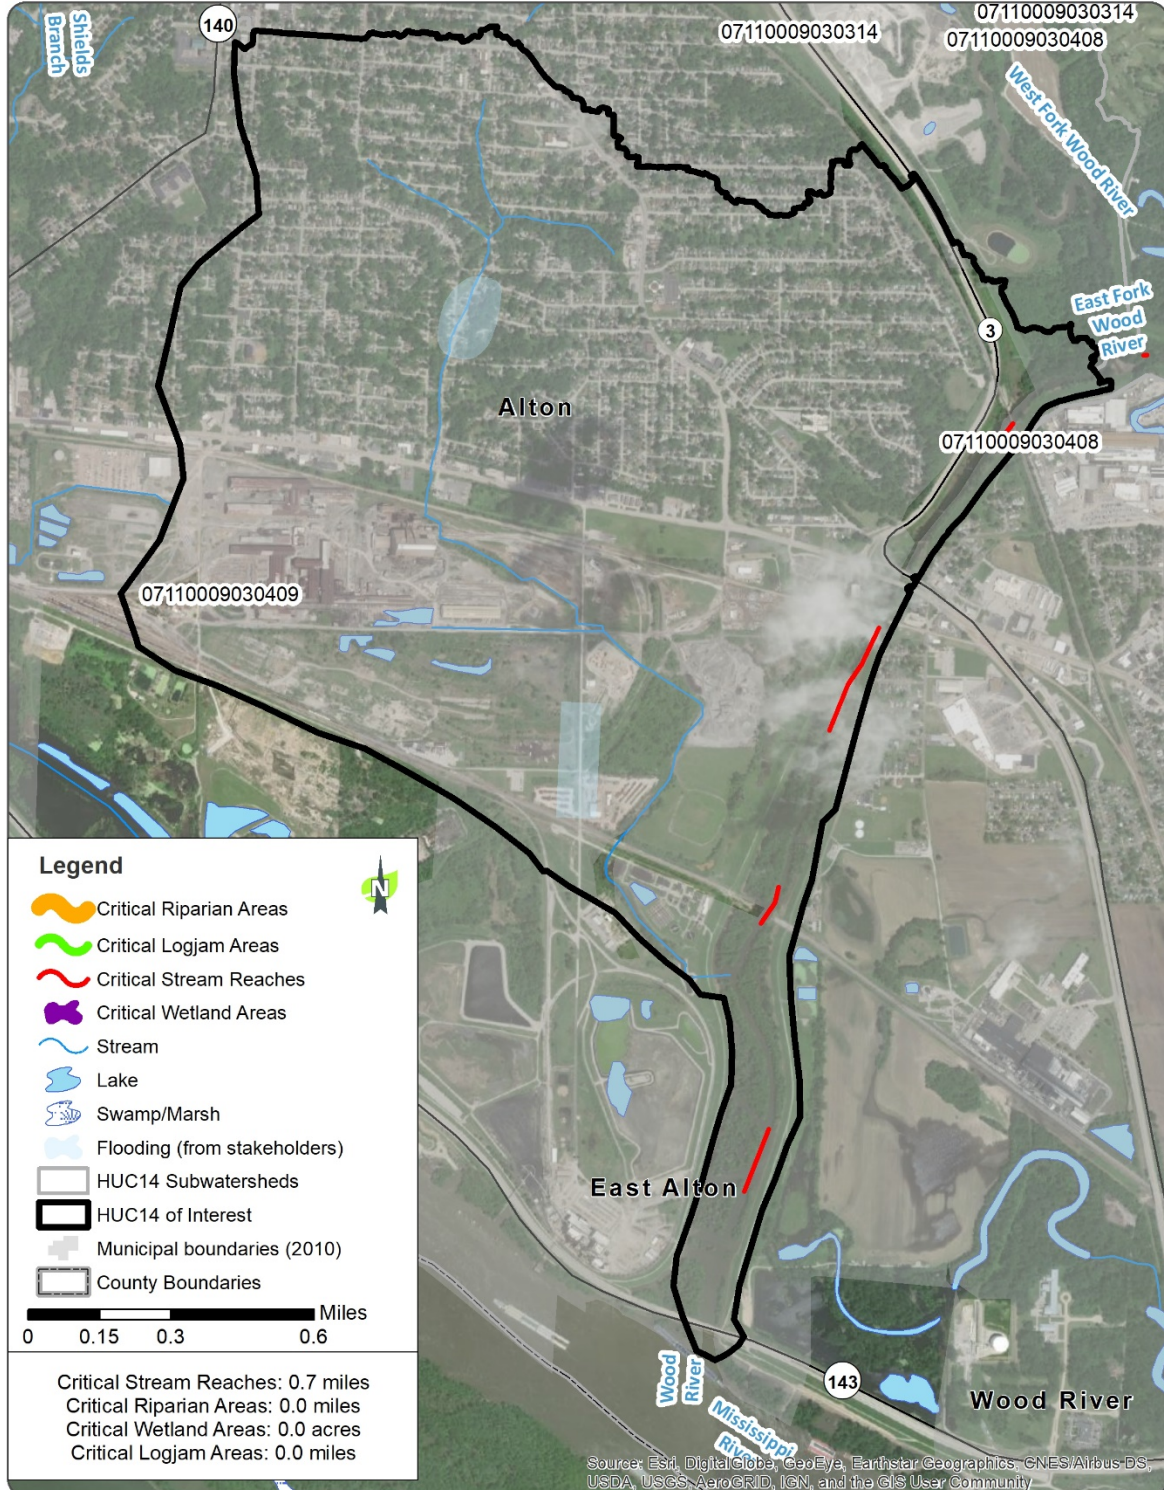 07110009030314
140
Shields
Branch
07110009030314
07110009030408
West Fork Wood River
East Fork
Wood
River
3
Alton
07110009030408
07110009030409
Legend
N
Critical Riparian Areas
Critical Logjam Areas
Critical Stream Reaches
Critical Wetland Areas
Stream
Lake
Swamp/Marsh
Flooding (from stakeholders)
HUC14 Subwatersheds
HUC14 of Interest
Municipal boundaries (2010)
County Boundaries
Miles
0 0.15 0.3 0.6
Critical Stream Reaches: 0.7 miles
Critical Riparian Areas: 0.0 miles
Critical Wetland Areas: 0.0 acres
Critical Logjam Areas: 0.0 miles
East Alton
Wood
River
143
Wood River
Mississippi
River
Source: Esri, DigitalGlobe, GeoEye, Earthstar Geographics, CNES/Airbus DS,
USDA, USGS, AeroGRID, IGN, and the GIS User Community